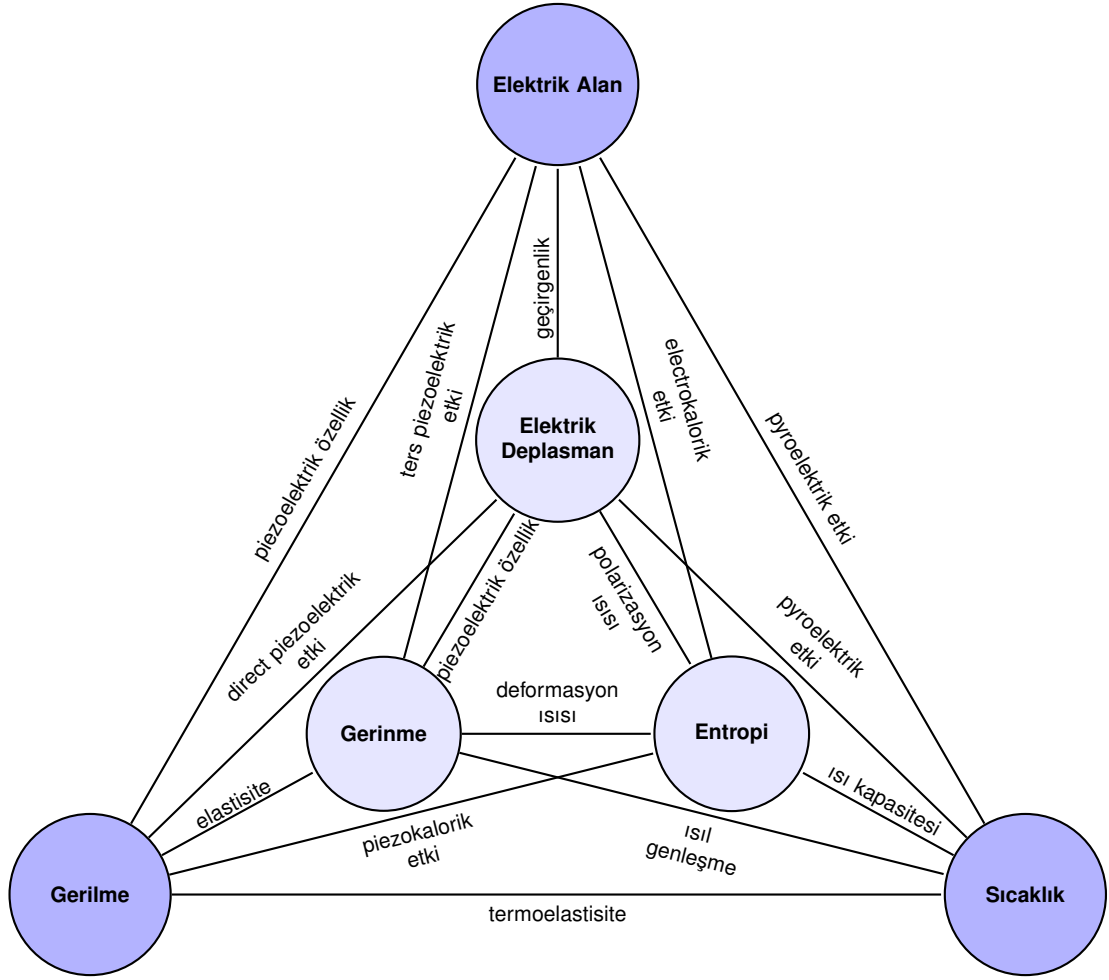 Elektrik Alan
geçirgenlik
ters piezoelektrik
etki
electrokalorik
etki
piezoelektrik özellik
pyroelektrik etki
Elektrik
Deplasman
direct piezoelektrik
etki
piezoelektrik özellik
polarizasyon
ısısı
pyroelektrik
etki
deformasyon
ısısı
Gerinme
Entropi
elastisite
ısı kapasitesi
piezokalorik
etki
ısıl
genleşme
Gerilme
Sıcaklık
termoelastisite